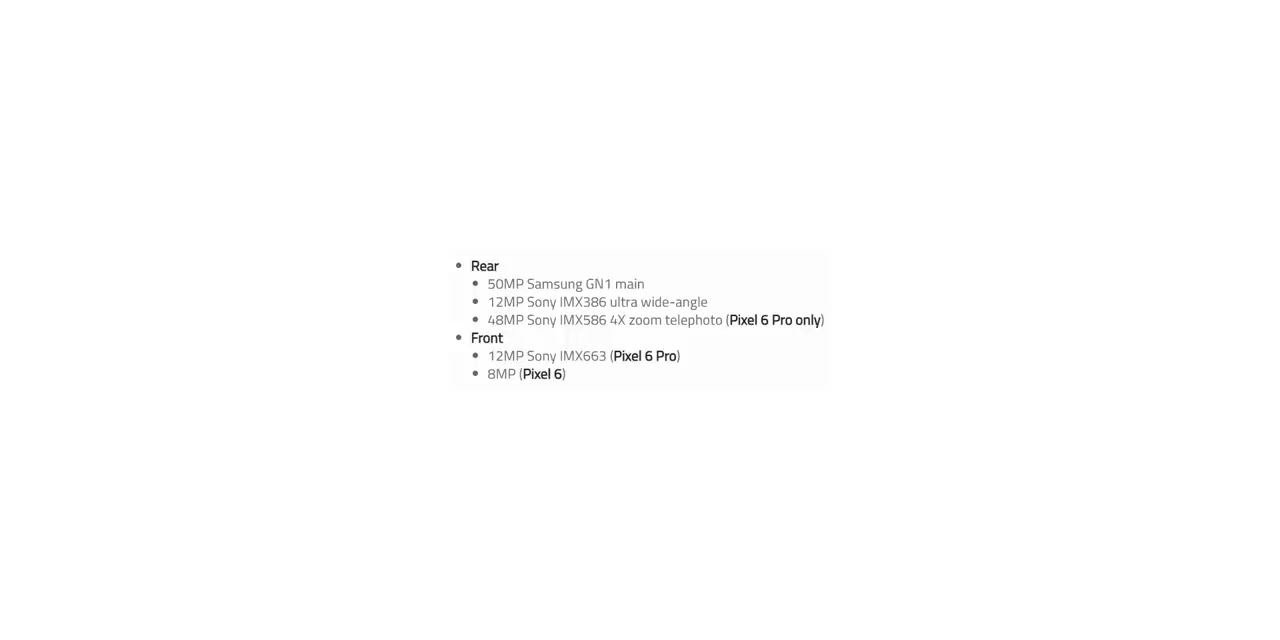 Rear
50MP Samsung GN1 main
12MP Sony IMX386 ultra wide-angle
48MP Sony IMX586 4X zoom telephoto (Pixel 6 Pro only)
Front
12MP Sony IMX663 (Pixel 6 Pro)
8MP (Pixel 6)